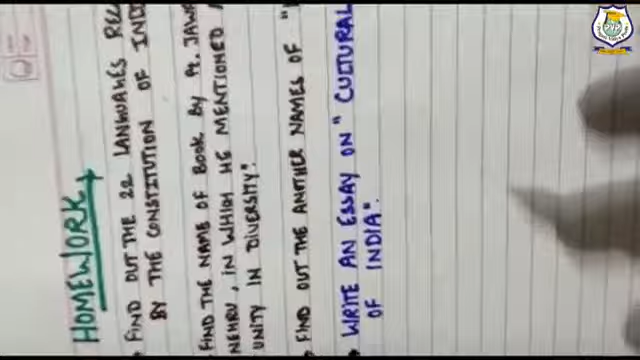 HOMEWORK
FIND OUT THE 22 LANGUAGES
BY THE CONSTITUTION OF
FIND THE NAME OF BOOK BY Pt.
NEHRU, IN WHICH HE MENTIONED
UNITY IN DIVERSITY".
FIND OUT THE ANOTHER NAMES OF "
WRITE AN ESSAY ON "CULTURAL
OF INDIA".